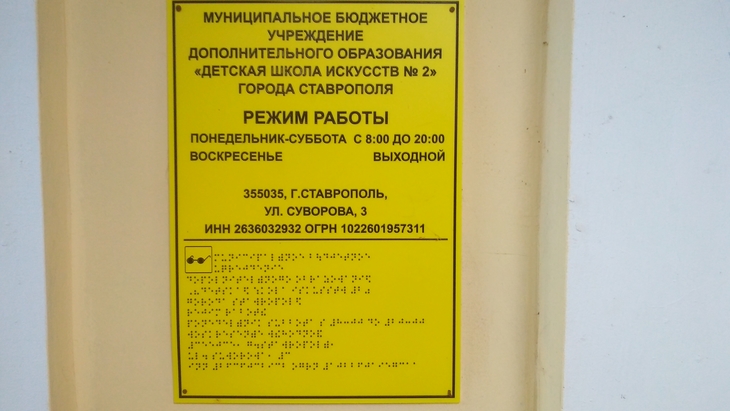 МУНИЦИПАЛЬНОЕ БЮДЖЕТНОЕ
УЧРЕЖДЕНИЕ
ДОПОЛНИТЕЛЬНОГО ОБРАЗОВАНИЯ
«ДЕТСКАЯ ШКОЛА ИСКУССТВ № 2»
ГОРОДА СТАВРОПОЛЯ
РЕЖИМ РАБОТЫ
ПОНЕДЕЛЬНИК-СУББОТА С 8:00 ДО 20:00
ВОСКРЕСЕНЬЕ ВЫХОДНОЙ
355035, Г.СТАВРОПОЛЬ,
УЛ. СУВОРОВА, 3
ИНН 2636032932 ОГРН 1022601957311